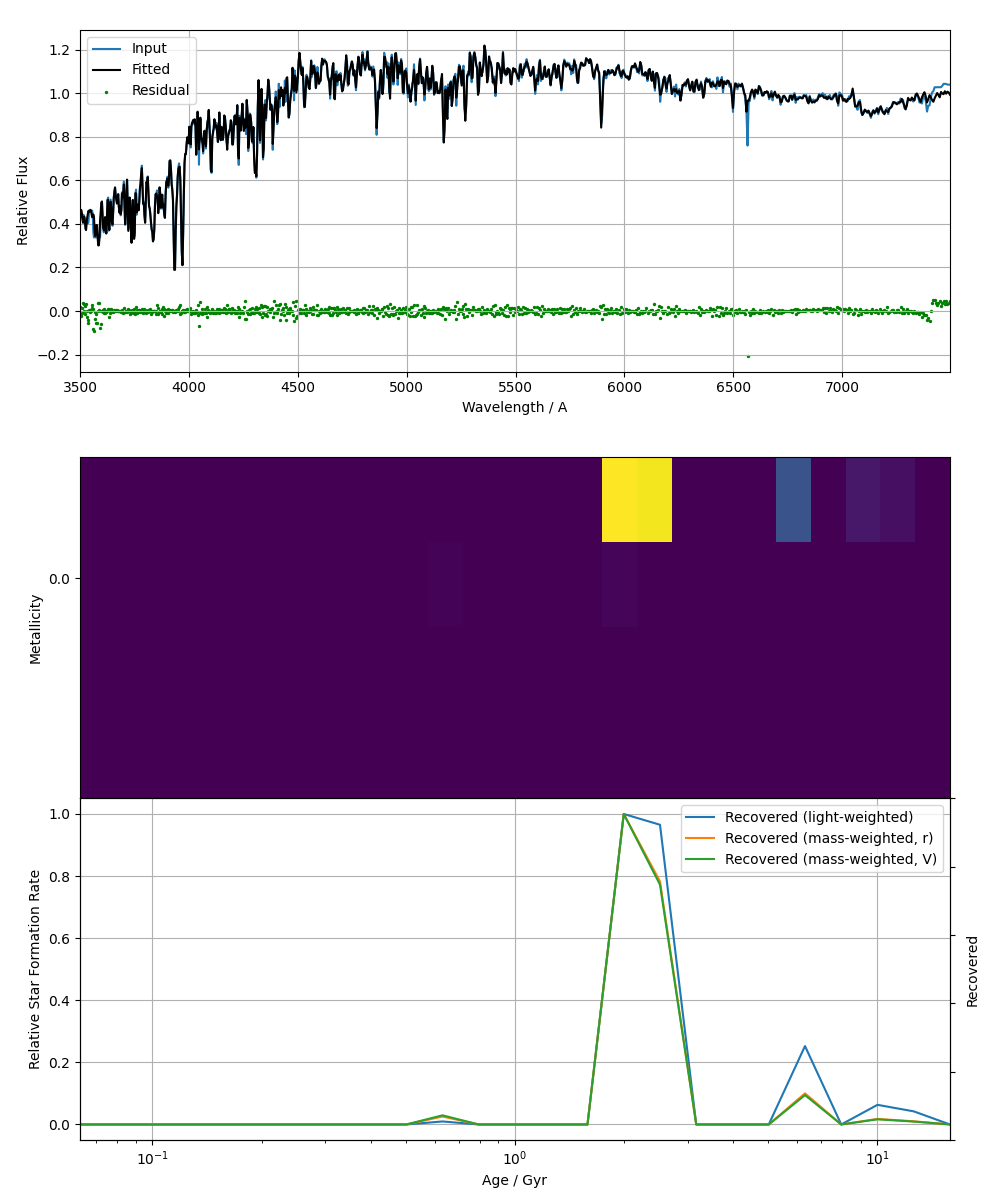 1.2
1.0
0.8
0.6
0.4
0.2
0.0
−0.2
Relative Flux
Input
Fitted
Residual
3500 4000 4500 5000 5500 6000 6500 7000
Wavelength / A
0.0
Metallicity
1.0
0.8
0.6
0.4
0.2
0.0
Relative Star Formation Rate
Recovered (light-weighted)
Recovered (mass-weighted, r)
Recovered (mass-weighted, V)
Recovered
10⁻¹ 10⁰ 10¹
Age / Gyr